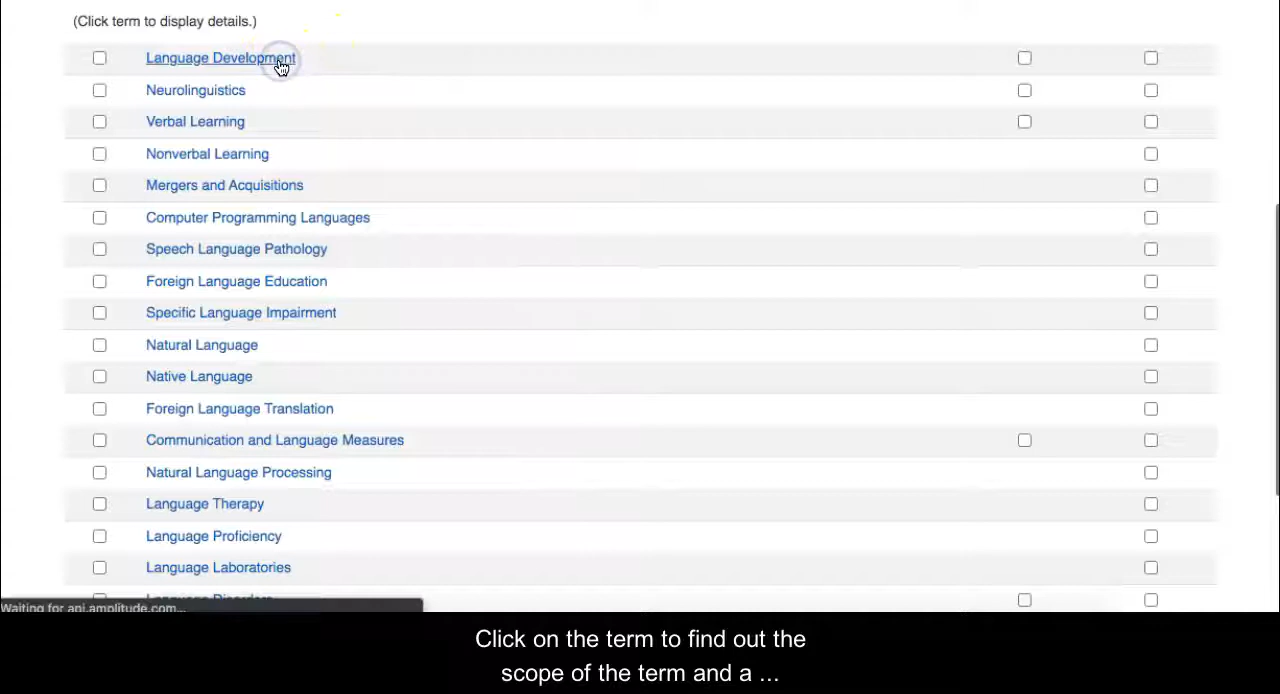 (Click term to display details.)
Language Development
Neurolinguistics
Verbal Learning
Nonverbal Learning
Mergers and Acquisitions
Computer Programming Languages
Speech Language Pathology
Foreign Language Education
Specific Language Impairment
Natural Language
Native Language
Foreign Language Translation
Communication and Language Measures
Natural Language Processing
Language Therapy
Language Proficiency
Language Laboratories
Language Disorders
Waiting for api.amplitude.com...
Click on the term to find out the
scope of the term and a ...